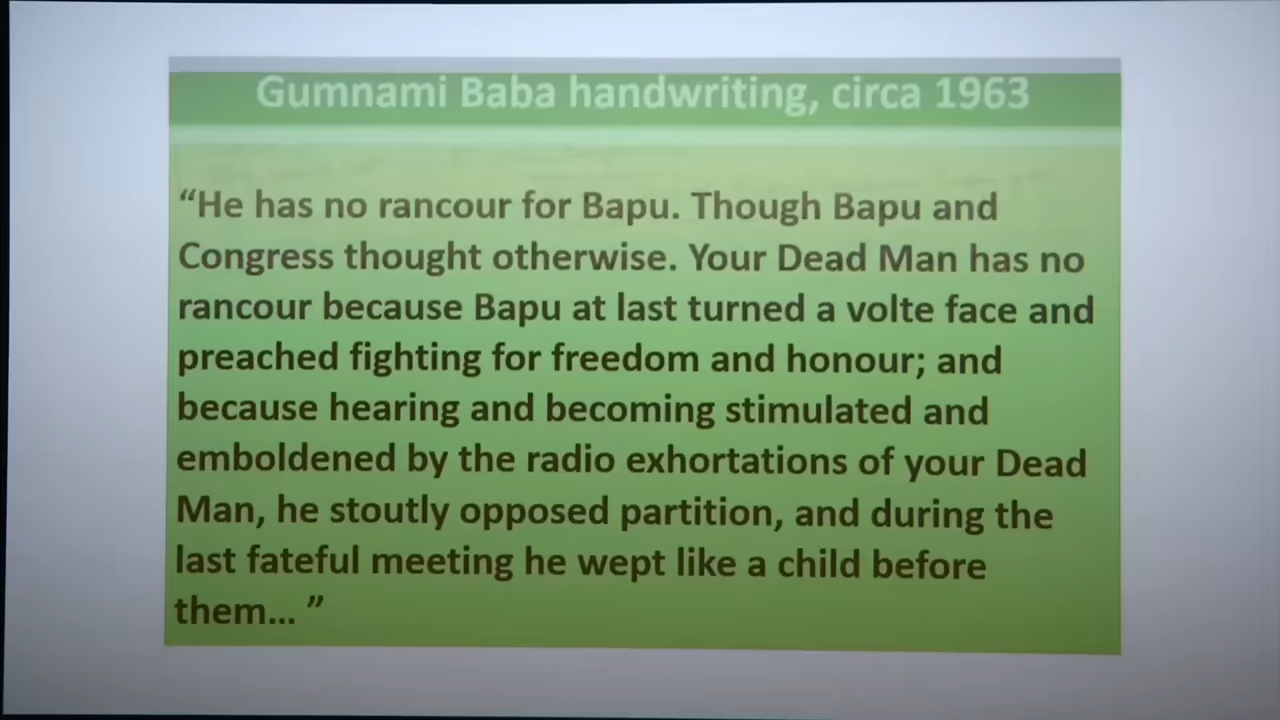 Gumnami Baba handwriting, circa 1963
“He has no rancour for Bapu. Though Bapu and
Congress thought otherwise. Your Dead Man has no
rancour because Bapu at last turned a volte face and
preached fighting for freedom and honour; and
because hearing and becoming stimulated and
emboldened by the radio exhortations of your Dead
Man, he stoutly opposed partition, and during the
last fateful meeting he wept like a child before
them... ”